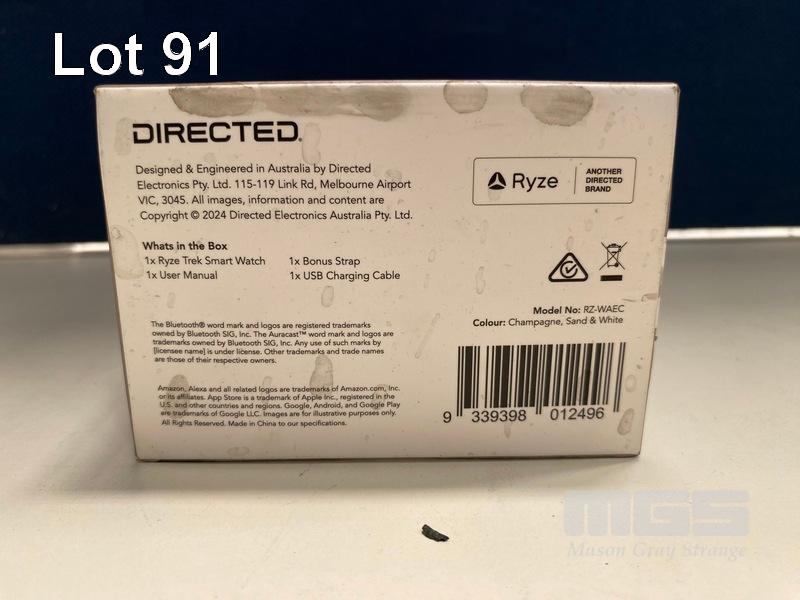 Lot 91
DIRECTED
Designed & Engineered in Australia by Directed
Electronics Pty. Ltd. 115-119 Link Rd, Melbourne Airport
VIC, 3045. All images, information and content are
Copyright © 2024 Directed Electronics Australia Pty. Ltd.
Ryze
ANOTHER
DIRECTED
BRAND
Whats in the Box
1x Ryze Trek Smart Watch
1x Bonus Strap
1x User Manual
1x USB Charging Cable
Model No: RZ-WAEC
Colour: Champagne, Sand & White
The Bluetooth® word mark and logos are registered trademarks
owned by Bluetooth SIG, Inc. The Auracast™ word mark and logos are
trademarks owned by Bluetooth SIG, Inc. Any use of such marks by
[licensee name] is under license. Other trademarks and trade names
are those of their respective owners.
Amazon, Alexa and all related logos are trademarks of Amazon.com, Inc.
or its affiliates. App Store is a trademark of Apple Inc., registered in the
U.S. and other countries and regions. Google, Android, and Google Play
are trademarks of Google LLC. Images are for illustrative purposes only.
All Rights Reserved. Made in China to our specifications.
9 339398 012496
MGS
Mason Gray Strange